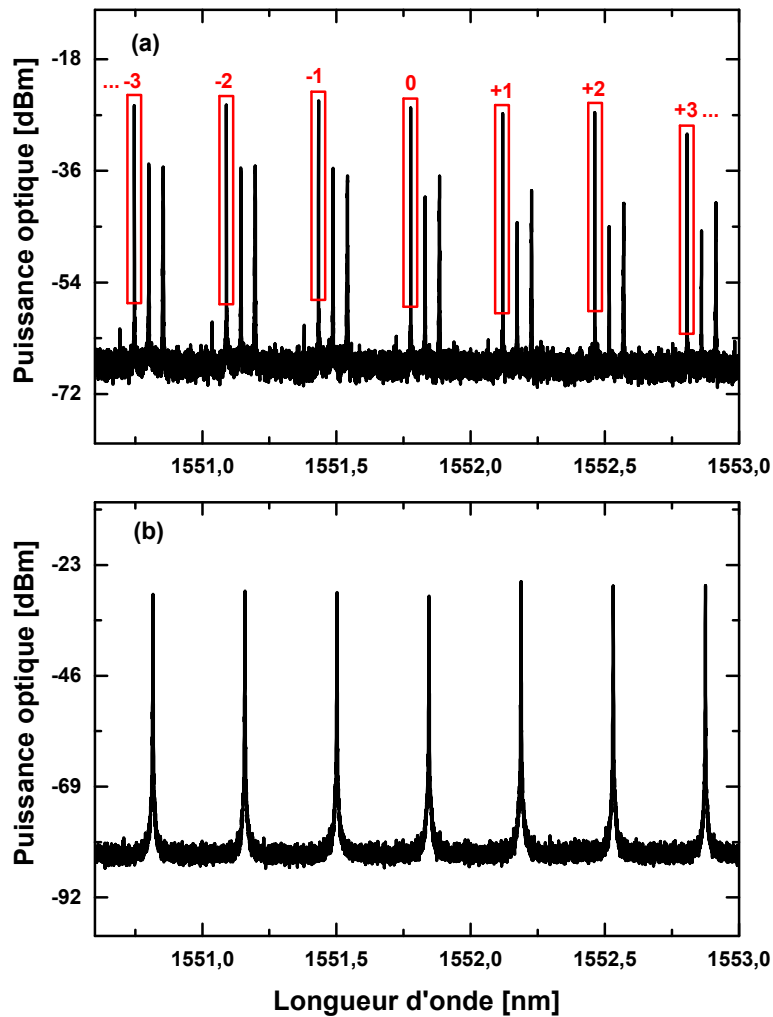 (a)
... -3 -2 -1 0 +1 +2 +3 ...
Puissance optique [dBm]
-18
-36
-54
-72
1551,0 1551,5 1552,0 1552,5 1553,0
(b)
Puissance optique [dBm]
-23
-46
-69
-92
1551,0 1551,5 1552,0 1552,5 1553,0
Longueur d'onde [nm]